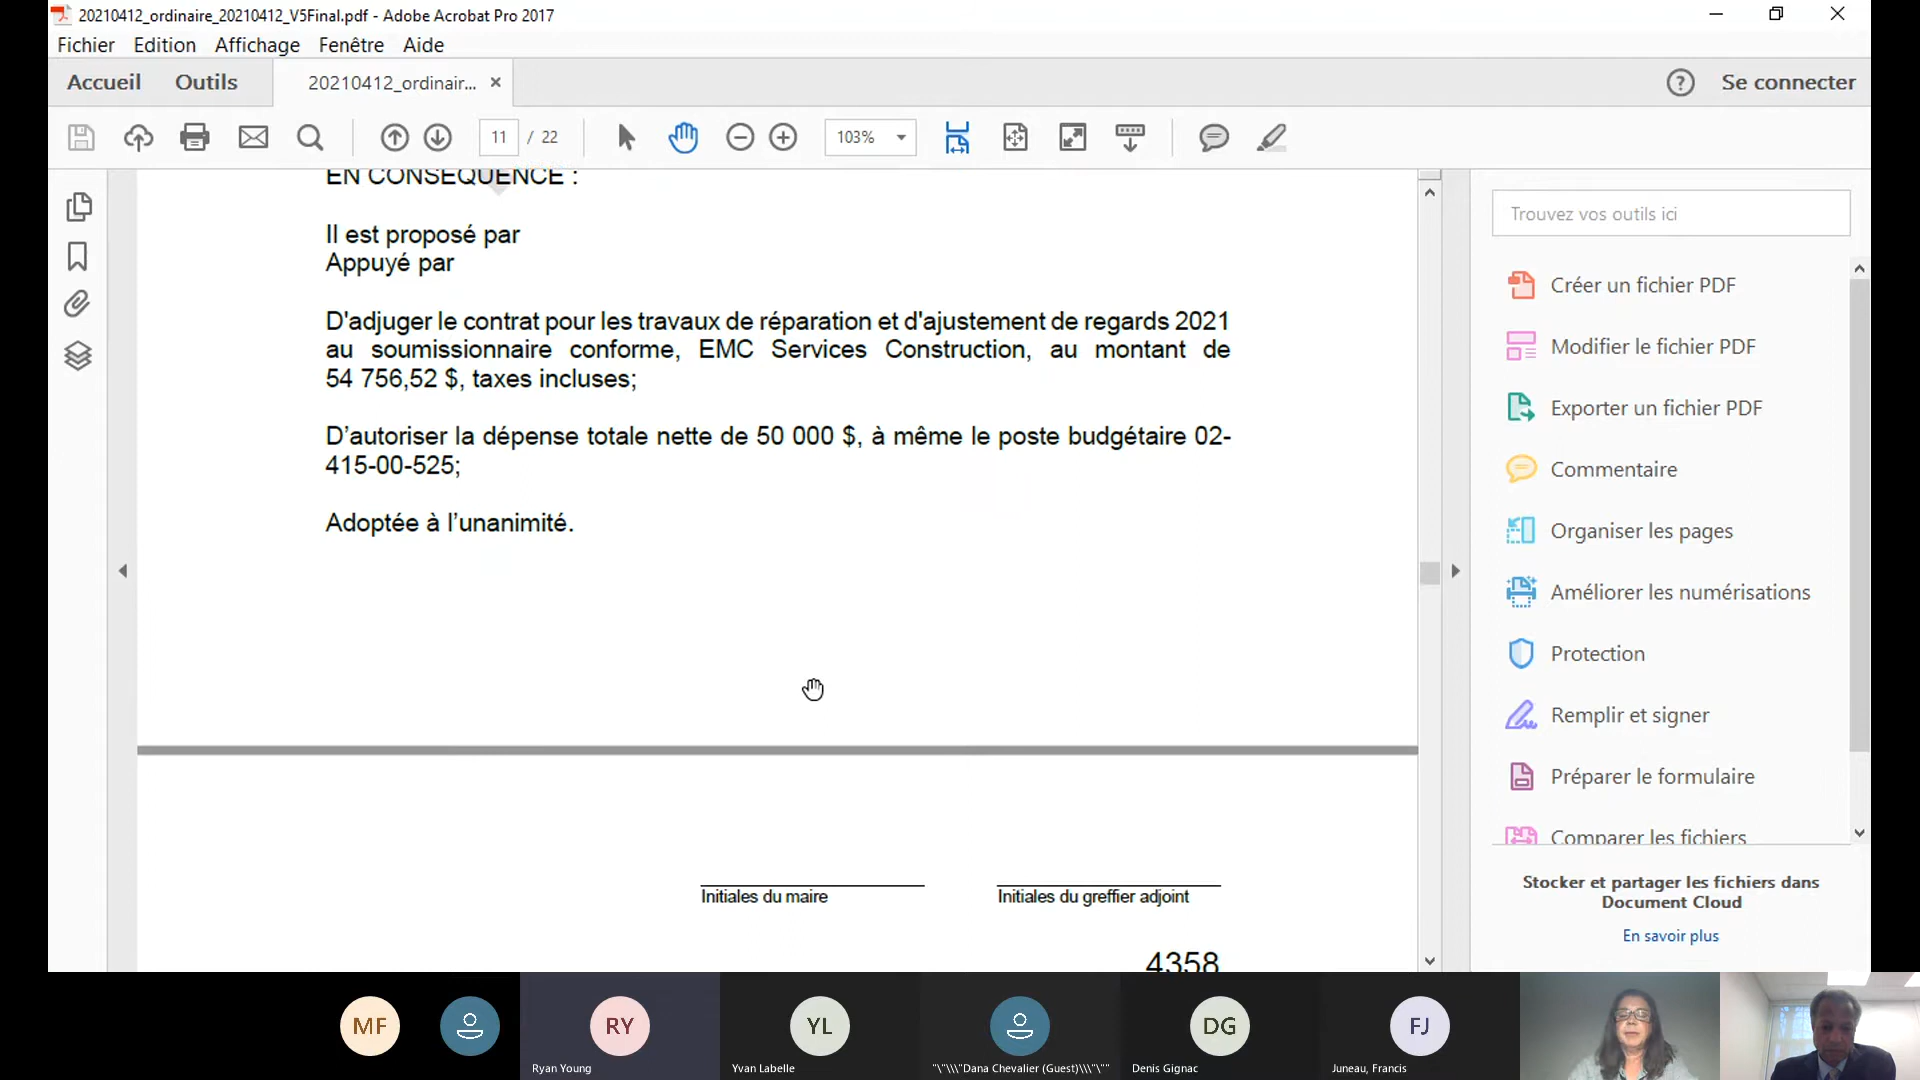 20210412_ordinaire_20210412_V5Final.pdf - Adobe Acrobat Pro 2017
Fichier Edition Affichage Fenêtre Aide
Accueil Outils 20210412_ordinair... × ? Se connecter
11 / 22 103%
EN CONSÉQUENCE :
Il est proposé par
Appuyé par
D'adjuger le contrat pour les travaux de réparation et d'ajustement de regards 2021
au soumissionnaire conforme, EMC Services Construction, au montant de
54 756,52 $, taxes incluses;
D'autoriser la dépense totale nette de 50 000 $, à même le poste budgétaire 02-
415-00-525;
Adoptée à l'unanimité.
Initiales du maire Initiales du greffier adjoint
4358
Trouvez vos outils ici
Créer un fichier PDF
Modifier le fichier PDF
Exporter un fichier PDF
Commentaire
Organiser les pages
Améliorer les numérisations
Protection
Remplir et signer
Préparer le formulaire
Comparer les fichiers
Stocker et partager les fichiers dans
Document Cloud
En savoir plus
MF RY YL DG FJ
Ryan Young Yvan Labelle "\"\\\"Dana Chevalier (Guest)\\\"\"" Denis Gignac Juneau, Francis